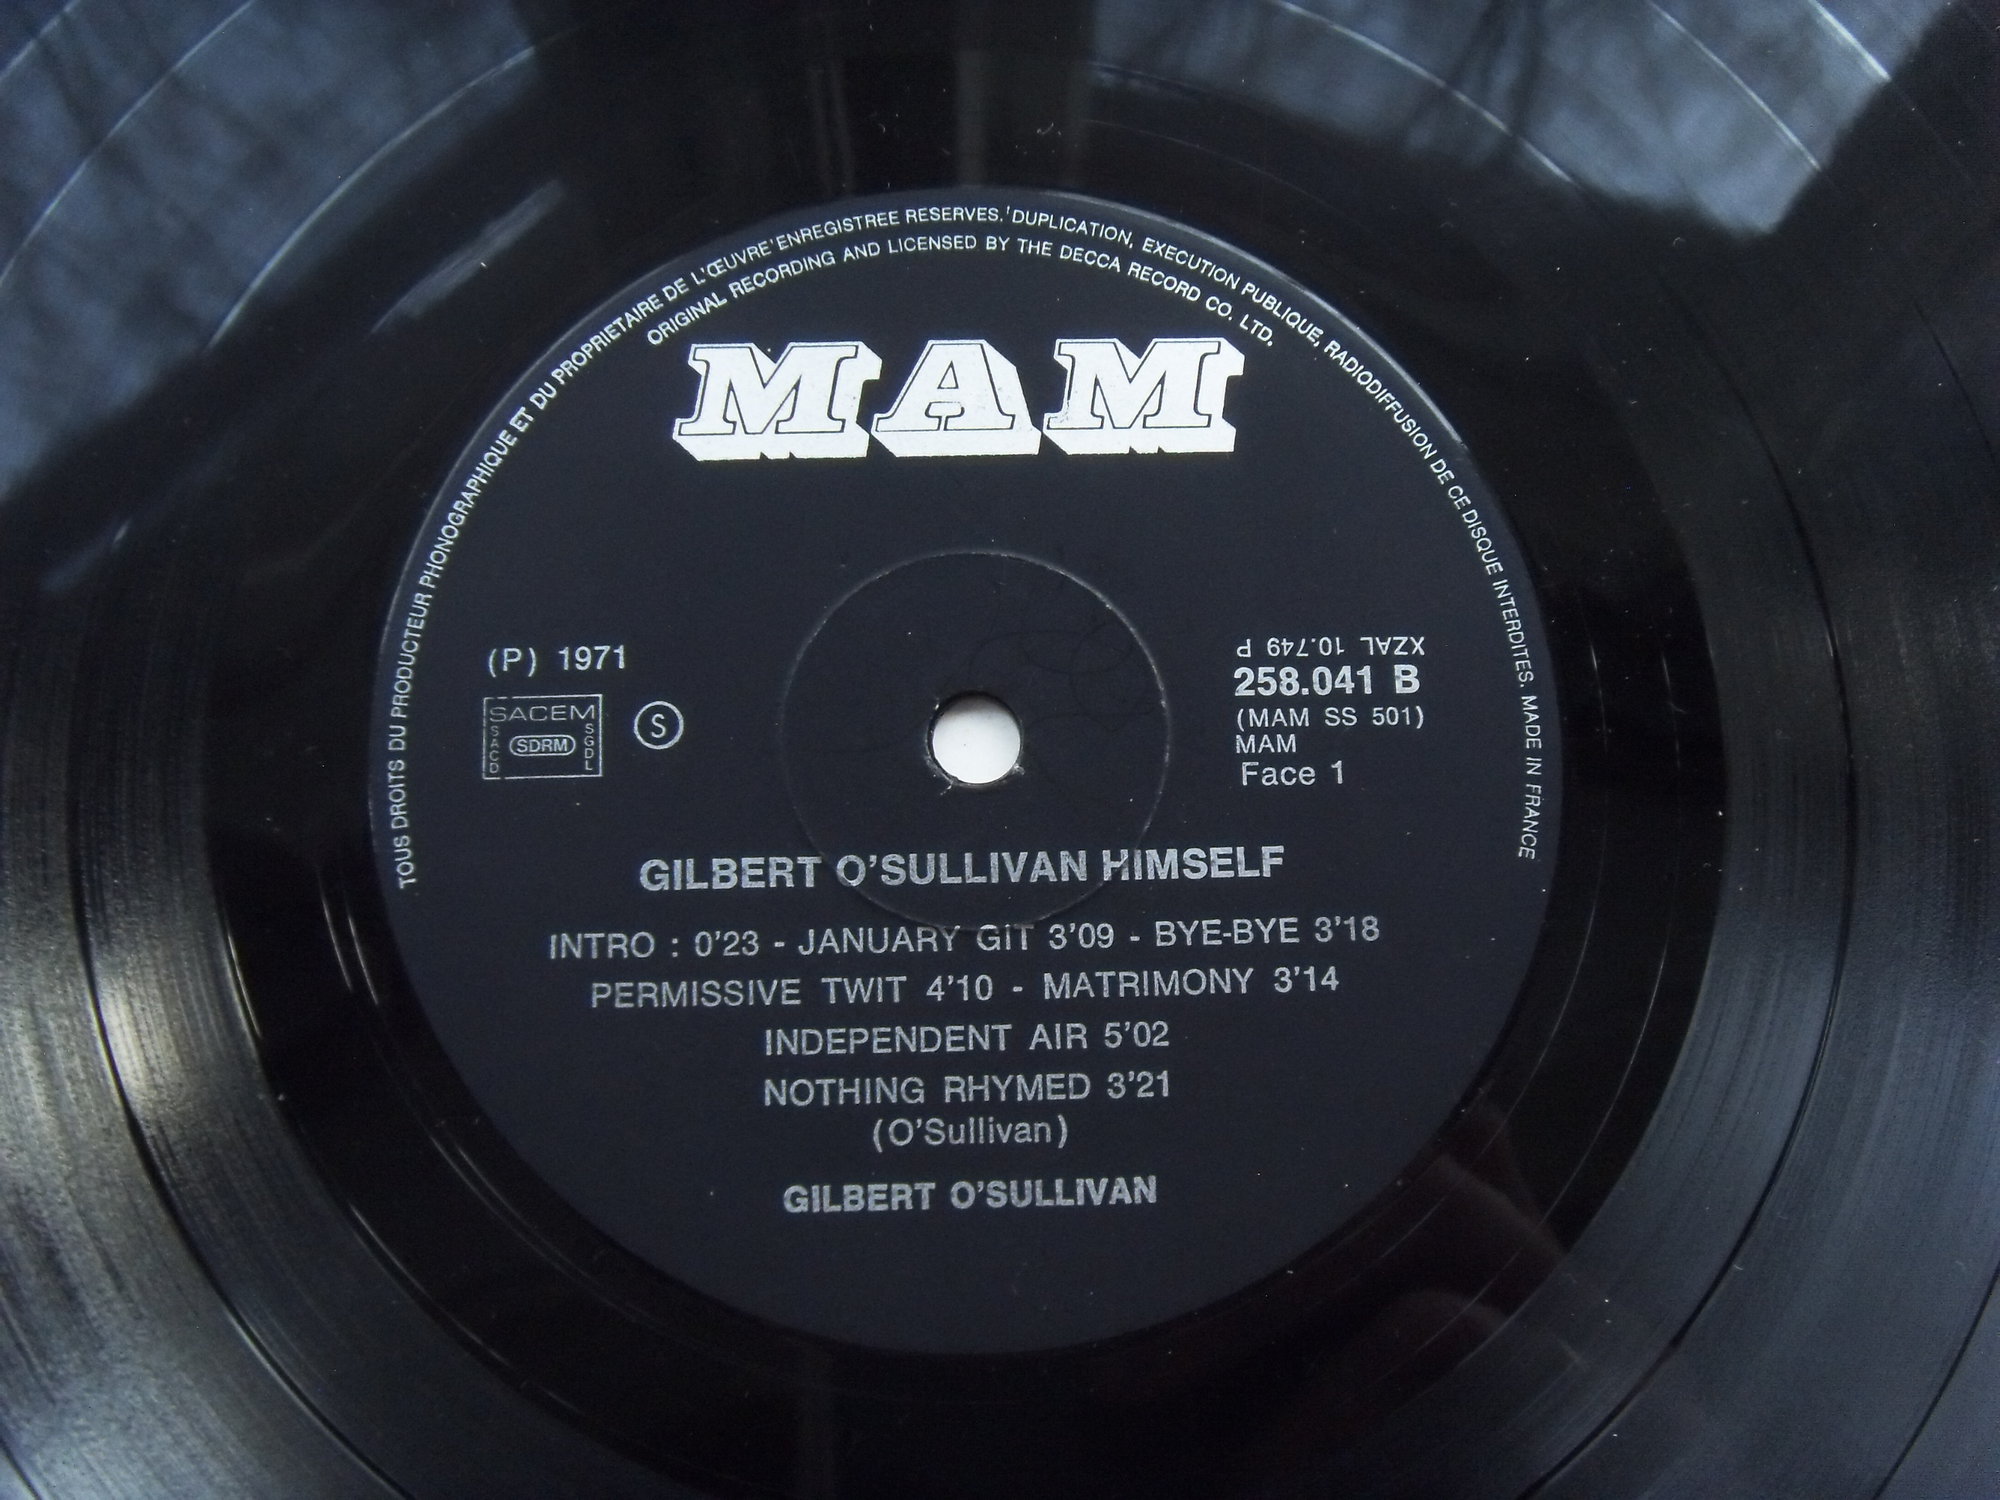 TOUS DROITS DU PRODUCTEUR PHONOGRAPHIQUE ET DU PROPRIETAIRE DE L'ŒUVRE ENREGISTREE RESERVES. DUPLICATION, EXECUTION PUBLIQUE, RADIODIFFUSION DE CE DISQUE INTERDITES. MADE IN FRANCE
ORIGINAL RECORDING AND LICENSED BY THE DECCA RECORD CO. LTD.
MAM
(P) 1971
SACEM
SACD
SDRM
SGDL
S
XZAL 10.749 P
258.041 B
(MAM SS 501)
MAM
Face 1
GILBERT O'SULLIVAN HIMSELF
INTRO : 0'23 - JANUARY GIT 3'09 - BYE-BYE 3'18
PERMISSIVE TWIT 4'10 - MATRIMONY 3'14
INDEPENDENT AIR 5'02
NOTHING RHYMED 3'21
(O'Sullivan)
GILBERT O'SULLIVAN